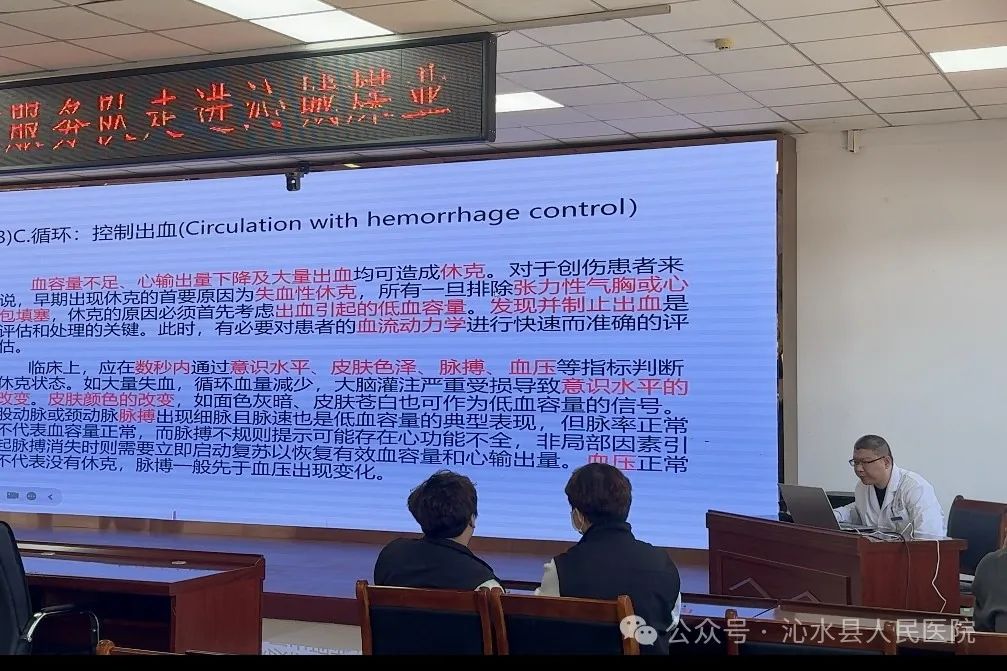 服务队走进沁城煤业
3)C.循环：控制出血(Circulation with hemorrhage control)
血容量不足、心输出量下降及大量出血均可造成休克。对于创伤患者来
说，早期出现休克的首要原因为失血性休克，所有一旦排除张力性气胸或心
包填塞，休克的原因必须首先考虑出血引起的低血容量。发现并制止出血是
评估和处理的关键。此时，有必要对患者的血流动力学进行快速而准确的评
估。
临床上，应在数秒内通过意识水平、皮肤色泽、脉搏、血压等指标判断
休克状态。如大量失血，循环血量减少，大脑灌注严重受损导致意识水平的
改变。皮肤颜色的改变，如面色灰暗、皮肤苍白也可作为低血容量的信号。
股动脉或颈动脉脉搏出现细脉且脉速也是低血容量的典型表现，但脉率正常
不代表血容量正常，而脉搏不规则提示可能存在心功能不全，非局部因素引
起脉搏消失时则需要立即启动复苏以恢复有效血容量和心输出量。血压正常
不代表没有休克，脉搏一般先于血压出现变化。
公众号·沁水县人民医院